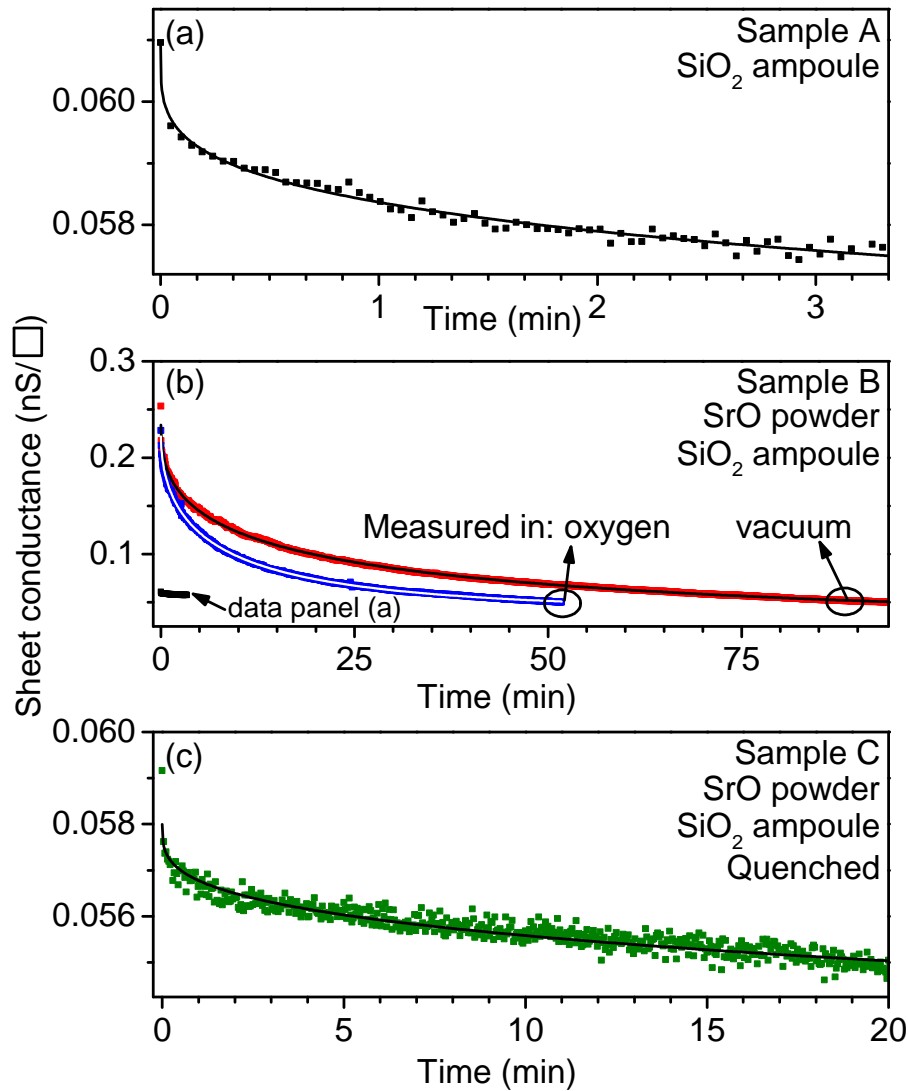 Sheet conductance (nS/□)
(a)
Sample A
SiO₂ ampoule
0.060
0.058
0 1 2 3
Time (min)
(b)
Sample B
SrO powder
SiO₂ ampoule
0.3
0.2
0.1
Measured in: oxygen vacuum
data panel (a)
0 25 50 75
Time (min)
(c)
Sample C
SrO powder
SiO₂ ampoule
Quenched
0.060
0.058
0.056
0 5 10 15 20
Time (min)